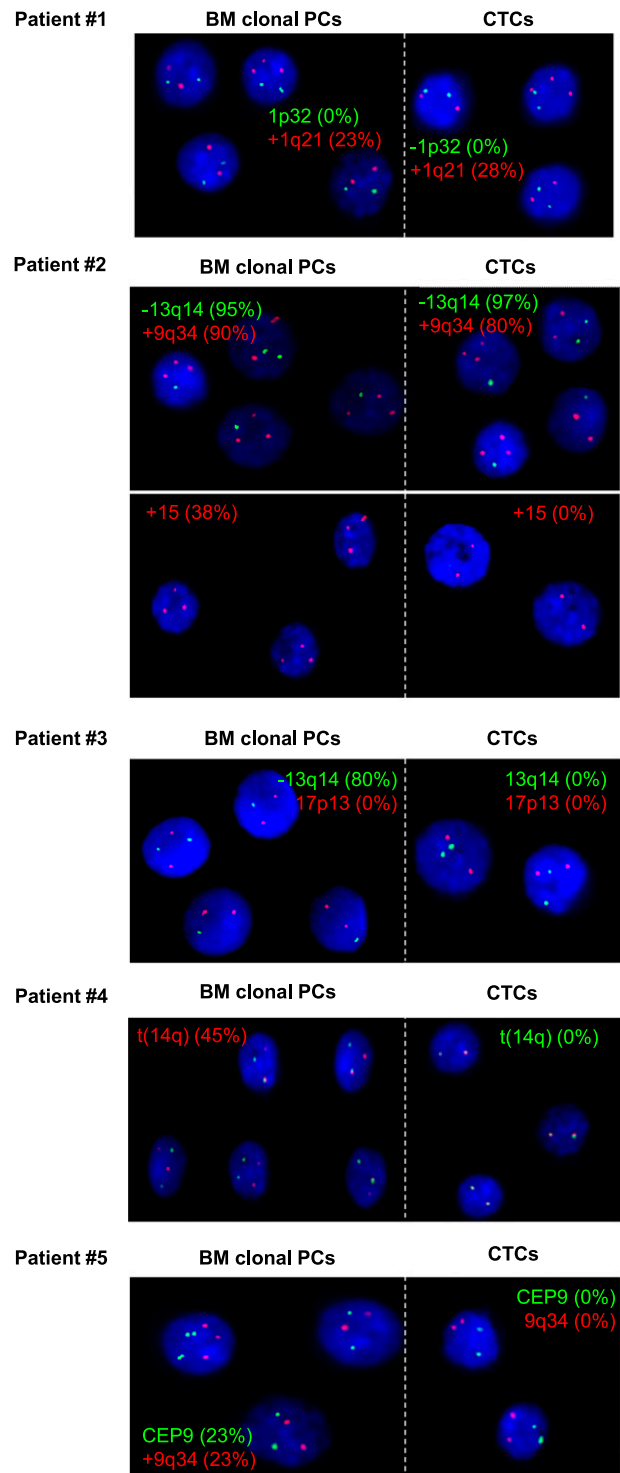 Patient #1
BM clonal PCs
CTCs
1p32 (0%)
+1q21 (23%)
-1p32 (0%)
+1q21 (28%)
Patient #2
BM clonal PCs
CTCs
-13q14 (95%)
+9q34 (90%)
-13q14 (97%)
+9q34 (80%)
+15 (38%)
+15 (0%)
Patient #3
BM clonal PCs
CTCs
-13q14 (80%)
17p13 (0%)
13q14 (0%)
17p13 (0%)
Patient #4
BM clonal PCs
CTCs
t(14q) (45%)
t(14q) (0%)
Patient #5
BM clonal PCs
CTCs
CEP9 (23%)
+9q34 (23%)
CEP9 (0%)
9q34 (0%)